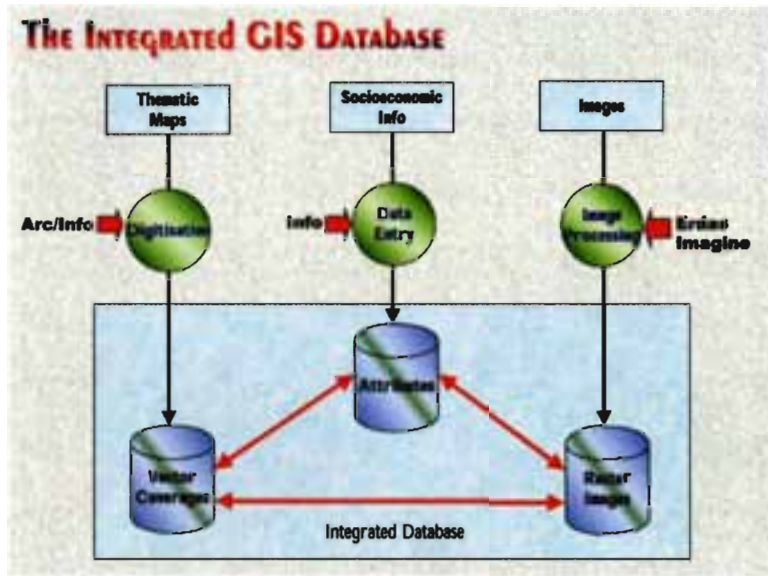 The Integrated GIS Database
Thematic
Maps
Socioeconomic
Info
Images
Arc/Info
Digitisation
Info
Data
Entry
Image
Processing
Erdas
Imagine
Attributes
Vector
Coverages
Raster
Images
Integrated Database